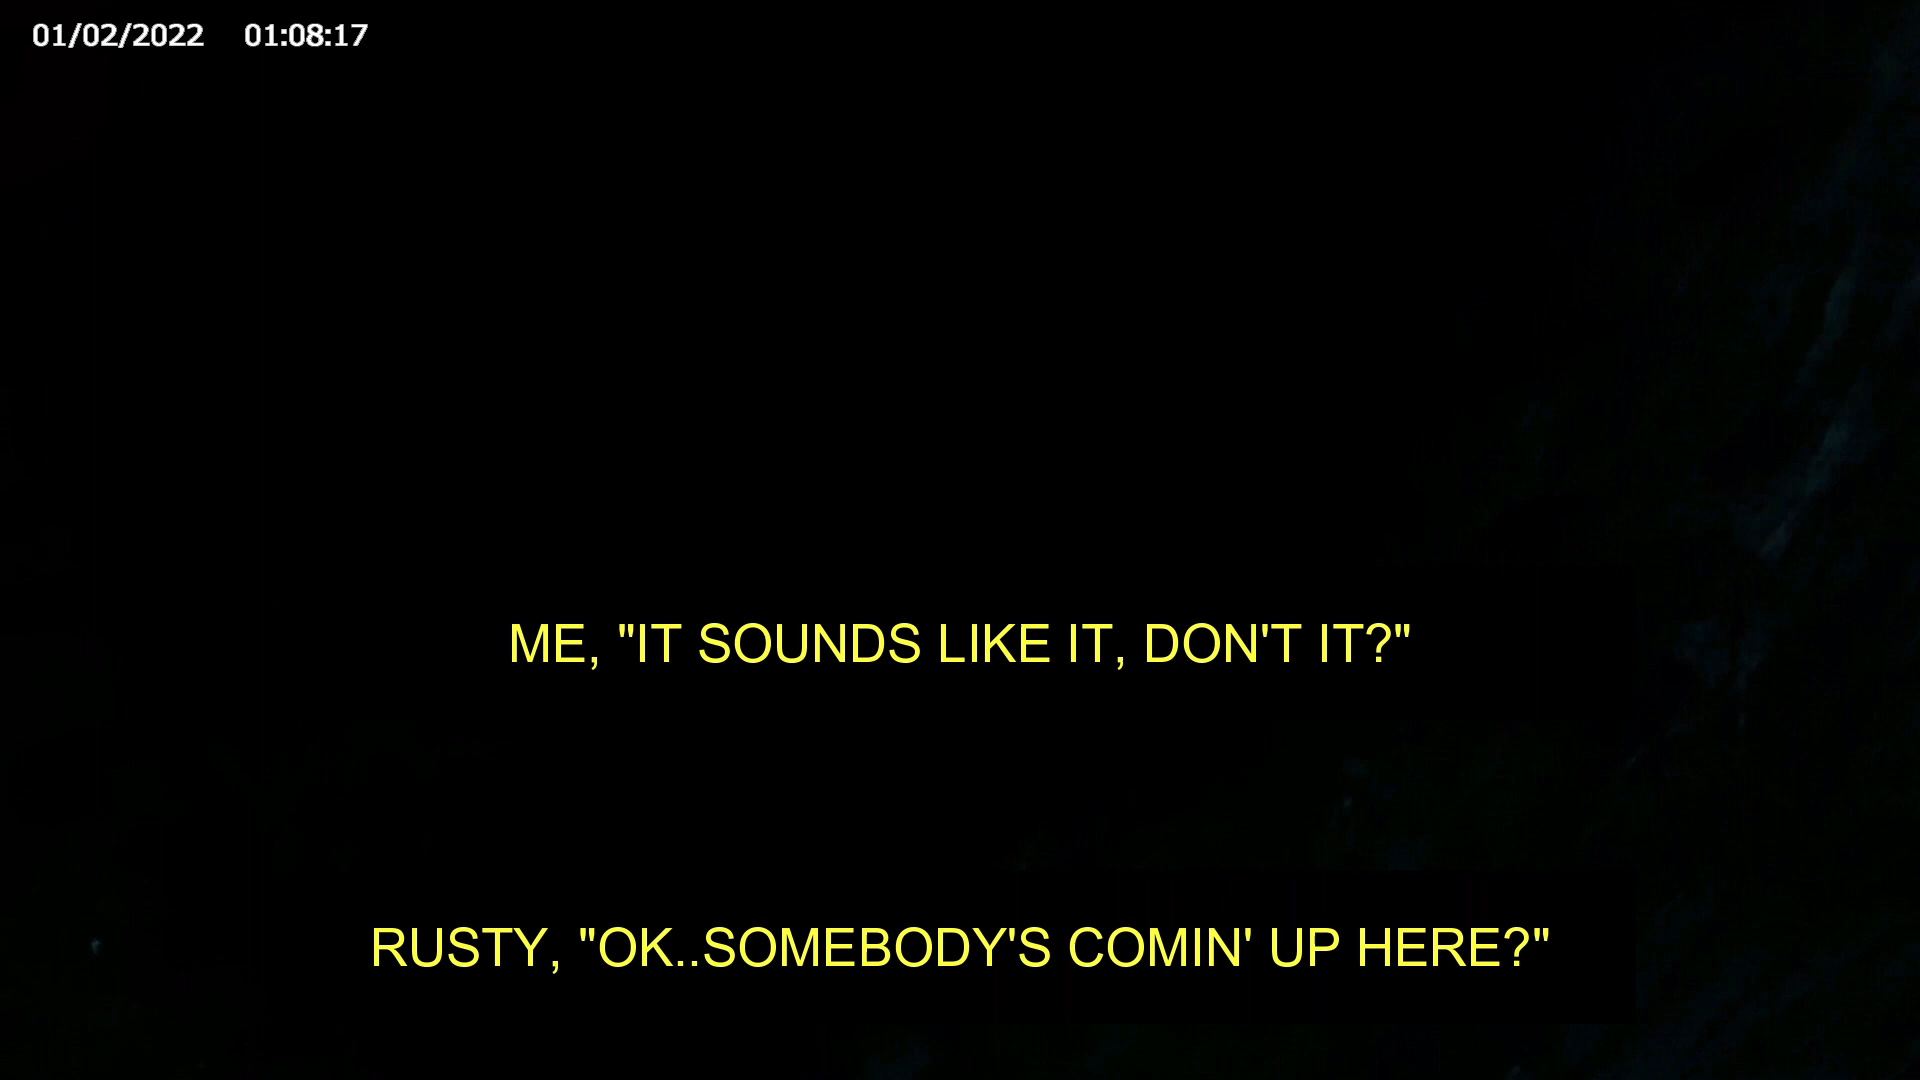 01/02/2022 01:08:17
ME, "IT SOUNDS LIKE IT, DON'T IT?"
RUSTY, "OK..SOMEBODY'S COMIN' UP HERE?"